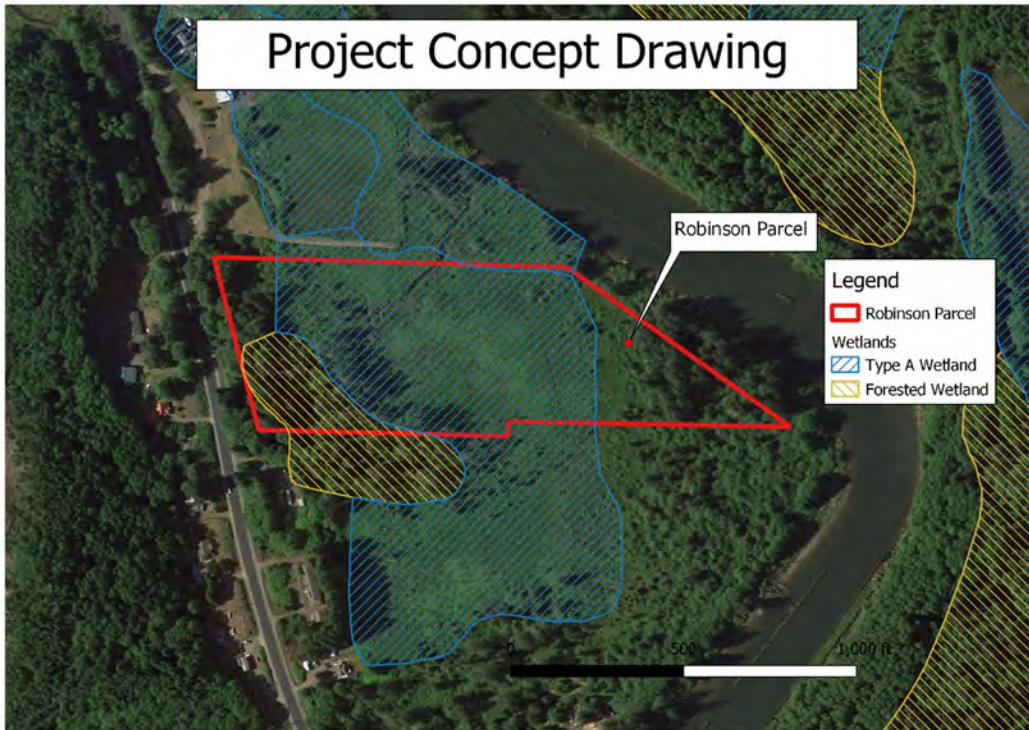 Project Concept Drawing
Robinson Parcel
Legend
Robinson Parcel
Wetlands
Type A Wetland
Forested Wetland
0 500 1,000 ft